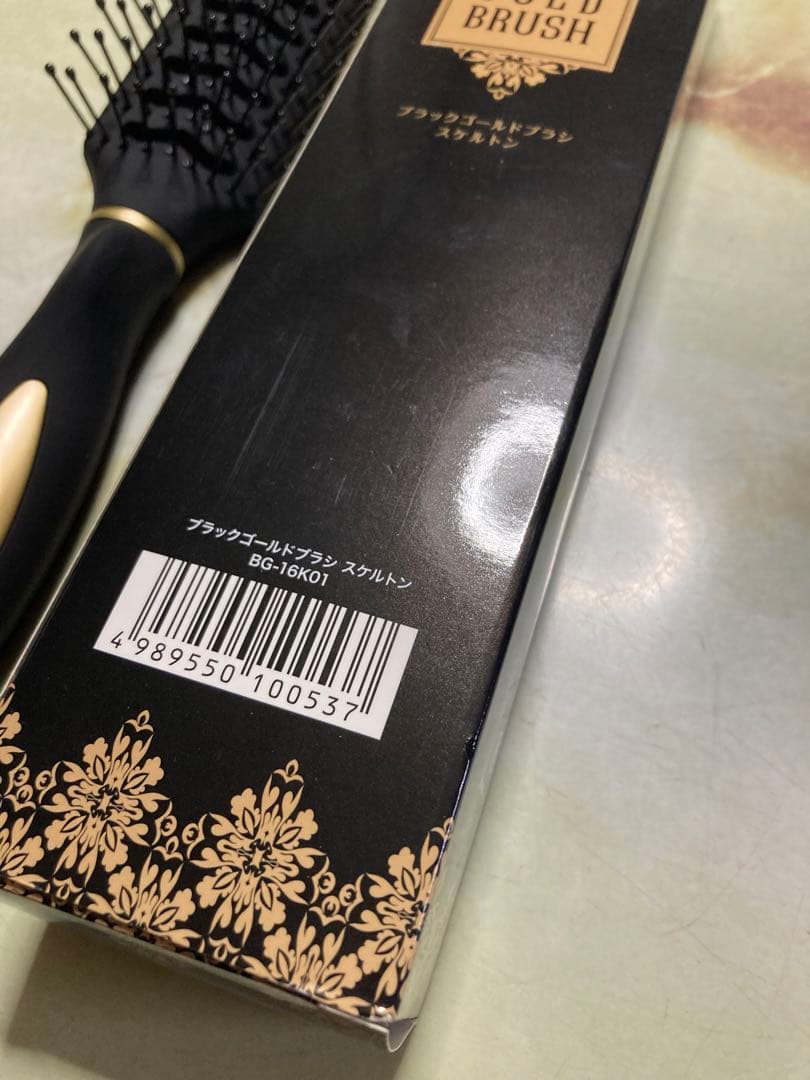 BRUSH
ブラックゴールドブラシ
スケルトン
ブラックゴールドブラシ スケルトン
BG-16K01
4 989550 100537